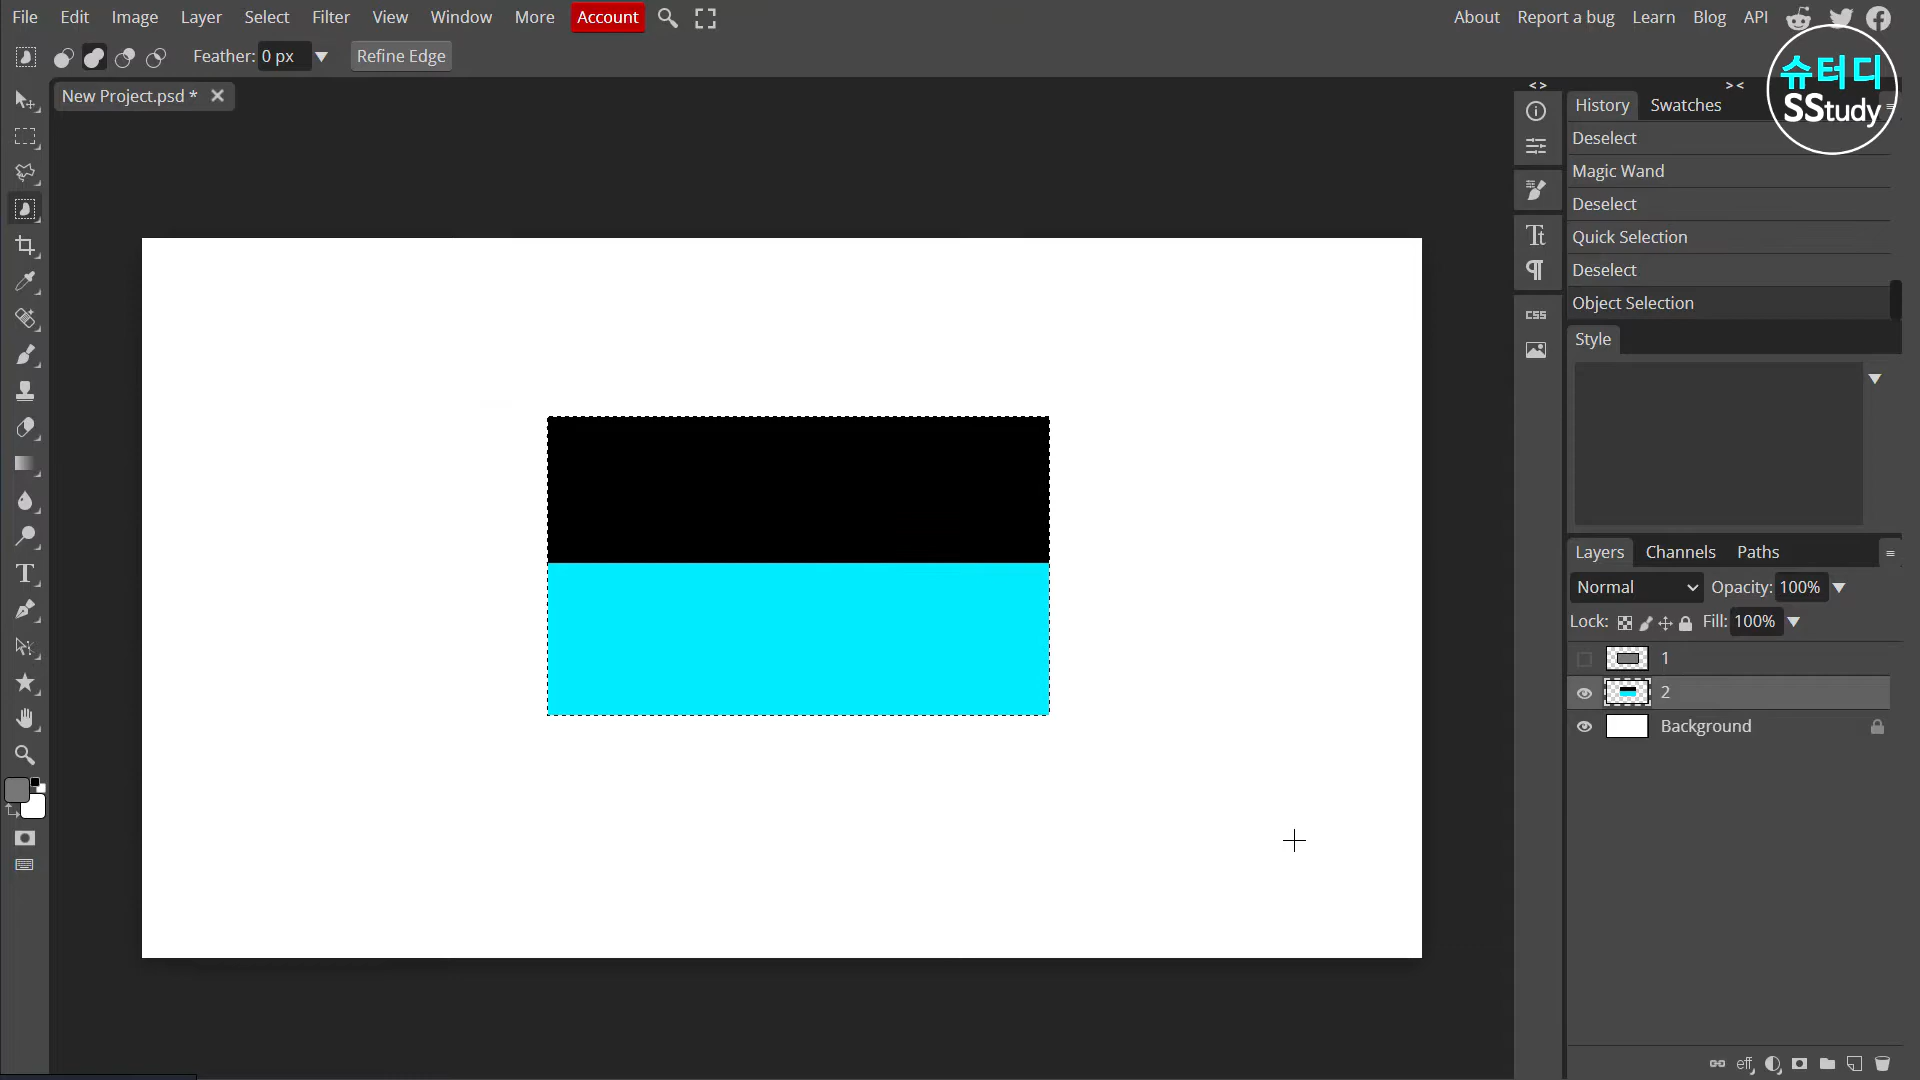 File Edit Image Layer Select Filter View Window More Account About Report a bug Learn Blog API
Feather: 0 px Refine Edge
슈터디
SStudy
New Project.psd *
History Swatches
Deselect
Magic Wand
Deselect
Quick Selection
Deselect
Object Selection
CSS
Style
Layers Channels Paths
Normal Opacity: 100%
Lock: Fill: 100%
1
2
Background
eff